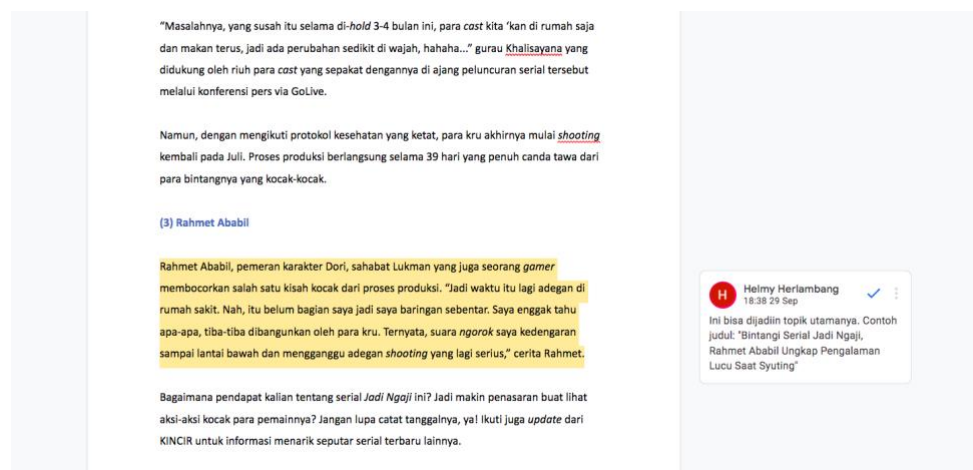 “Masalahnya, yang susah itu selama di-hold 3-4 bulan ini, para cast kita ‘kan di rumah saja
dan makan terus, jadi ada perubahan sedikit di wajah, hahaha...” gurau Khalisayana yang
didukung oleh riuh para cast yang sepakat dengannya di ajang peluncuran serial tersebut
melalui konferensi pers via GoLive.
Namun, dengan mengikuti protokol kesehatan yang ketat, para kru akhirnya mulai shooting
kembali pada Juli. Proses produksi berlangsung selama 39 hari yang penuh canda tawa dari
para bintangnya yang kocak-kocak.
(3) Rahmet Ababil
Rahmet Ababil, pemeran karakter Dori, sahabat Lukman yang juga seorang gamer
membocorkan salah satu kisah kocak dari proses produksi. “Jadi waktu itu lagi adegan di
rumah sakit. Nah, itu belum bagian saya jadi saya baringan sebentar. Saya enggak tahu
apa-apa, tiba-tiba dibangunkan oleh para kru. Ternyata, suara ngorok saya kedengaran
sampai lantai bawah dan mengganggu adegan shooting yang lagi serius,” cerita Rahmet.
Bagaimana pendapat kalian tentang serial Jadi Ngaji ini? Jadi makin penasaran buat lihat
aksi-aksi kocak para pemainnya? Jangan lupa catat tanggalnya, ya! Ikuti juga update dari
KINCIR untuk informasi menarik seputar serial terbaru lainnya.
H
Helmy Herlambang
18:38 29 Sep
Ini bisa dijadiin topik utamanya. Contoh
judul: "Bintangi Serial Jadi Ngaji,
Rahmet Ababil Ungkap Pengalaman
Lucu Saat Syuting"